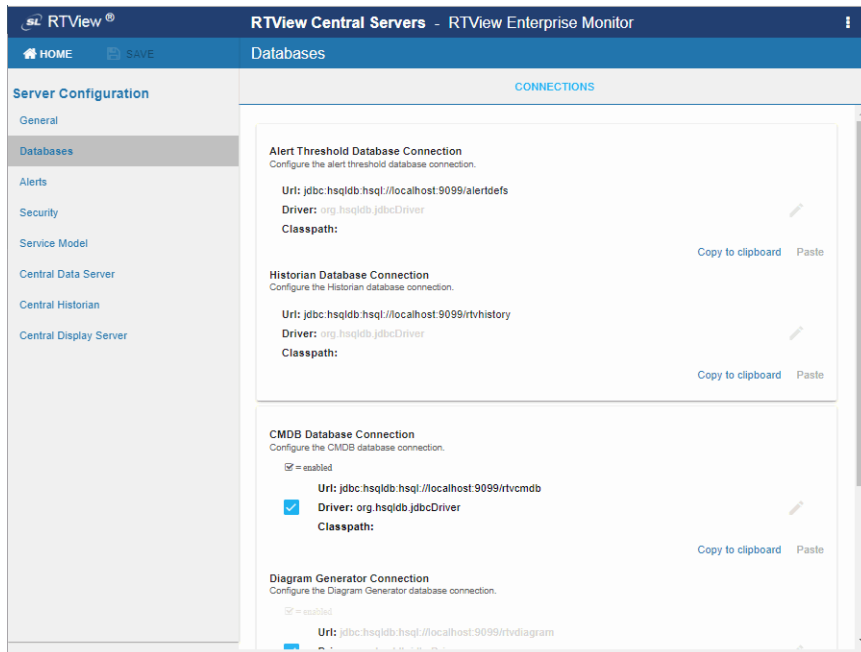 SL RTView ®
RTView Central Servers - RTView Enterprise Monitor
HOME
SAVE
Databases
Server Configuration
General
Databases
Alerts
Security
Service Model
Central Data Server
Central Historian
Central Display Server
CONNECTIONS
Alert Threshold Database Connection
Configure the alert threshold database connection.
Url: jdbc:hsqldb:hsql://localhost:9099/alertdefs
Driver: org.hsqldb.jdbcDriver
Classpath:
Copy to clipboard Paste
Historian Database Connection
Configure the Historian database connection.
Url: jdbc:hsqldb:hsql://localhost:9099/rtvhistory
Driver: org.hsqldb.jdbcDriver
Classpath:
Copy to clipboard Paste
CMDB Database Connection
Configure the CMDB database connection.
= enabled
Url: jdbc:hsqldb:hsql://localhost:9099/rtvcmdb
Driver: org.hsqldb.jdbcDriver
Classpath:
Copy to clipboard Paste
Diagram Generator Connection
Configure the Diagram Generator database connection.
= enabled
Url: jdbc:hsqldb:hsql://localhost:9099/rtvdiagram